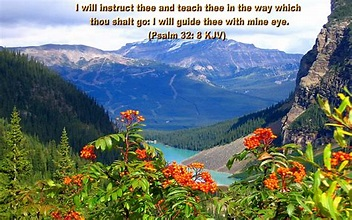 I will instruct thee and teach thee in the way which
thou shalt go: I will guide thee with mine eye.
(Psalm 32: 8 KJV)